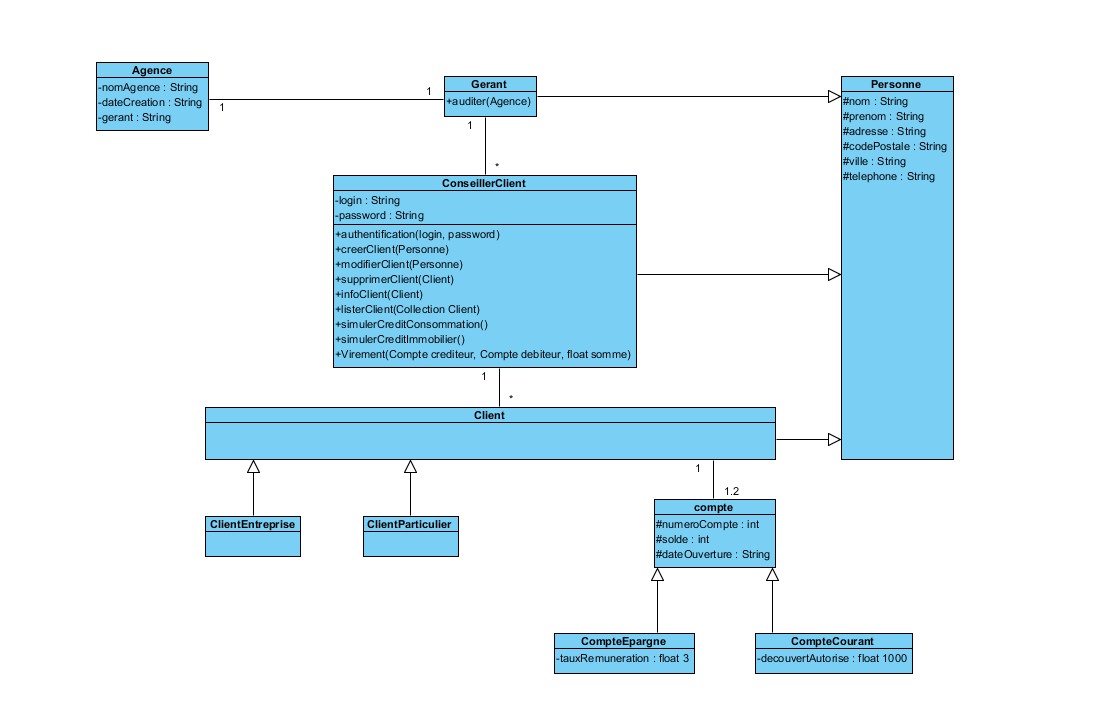 Agence
-nomAgence : String
-dateCreation : String
-gerant : String
1
1
Gerant
+auditer(Agence)
1
*
Personne
#nom : String
#prenom : String
#adresse : String
#codePostale : String
#ville : String
#telephone : String
ConseillerClient
-login : String
-password : String
+authentification(login, password)
+creerClient(Personne)
+modifierClient(Personne)
+supprimerClient(Client)
+infoClient(Client)
+listerClient(Collection Client)
+simulerCreditConsommation()
+simulerCreditImmobilier()
+Virement(Compte crediteur, Compte debiteur, float somme)
1
*
Client
1
1.2
ClientEntreprise
ClientParticulier
compte
#numeroCompte : int
#solde : int
#dateOuverture : String
CompteEpargne
-tauxRemuneration : float 3
CompteCourant
-decouvertAutorise : float 1000